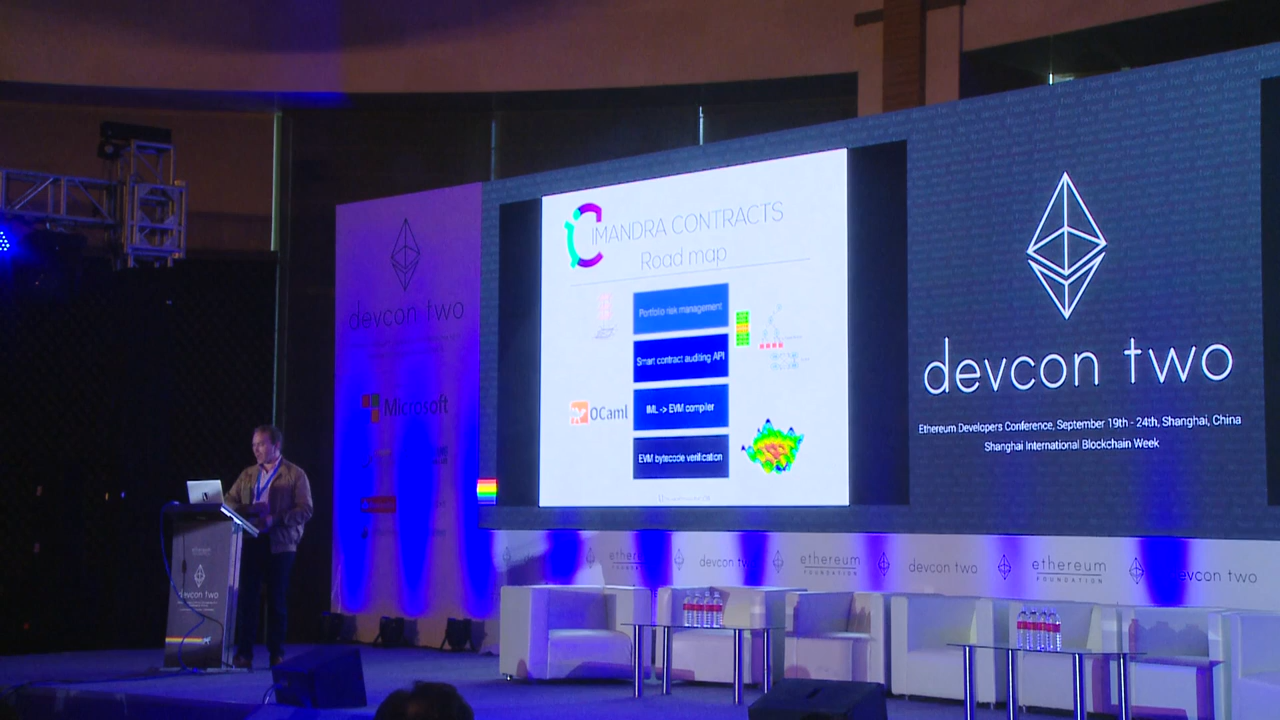 devcon two
Microsoft
IMANDRA CONTRACTS
Road map
Portfolio risk management
Smart contract auditing API
OCaml
IML -> EVM compiler
EVM bytecode verification
devcon two
Ethereum Developers Conference, September 19th - 24th, Shanghai, China
Shanghai International Blockchain Week
devcon two
ethereum
FOUNDATION
devcon two
ethereum
FOUNDATION
devcon two
ethereum
devcon two